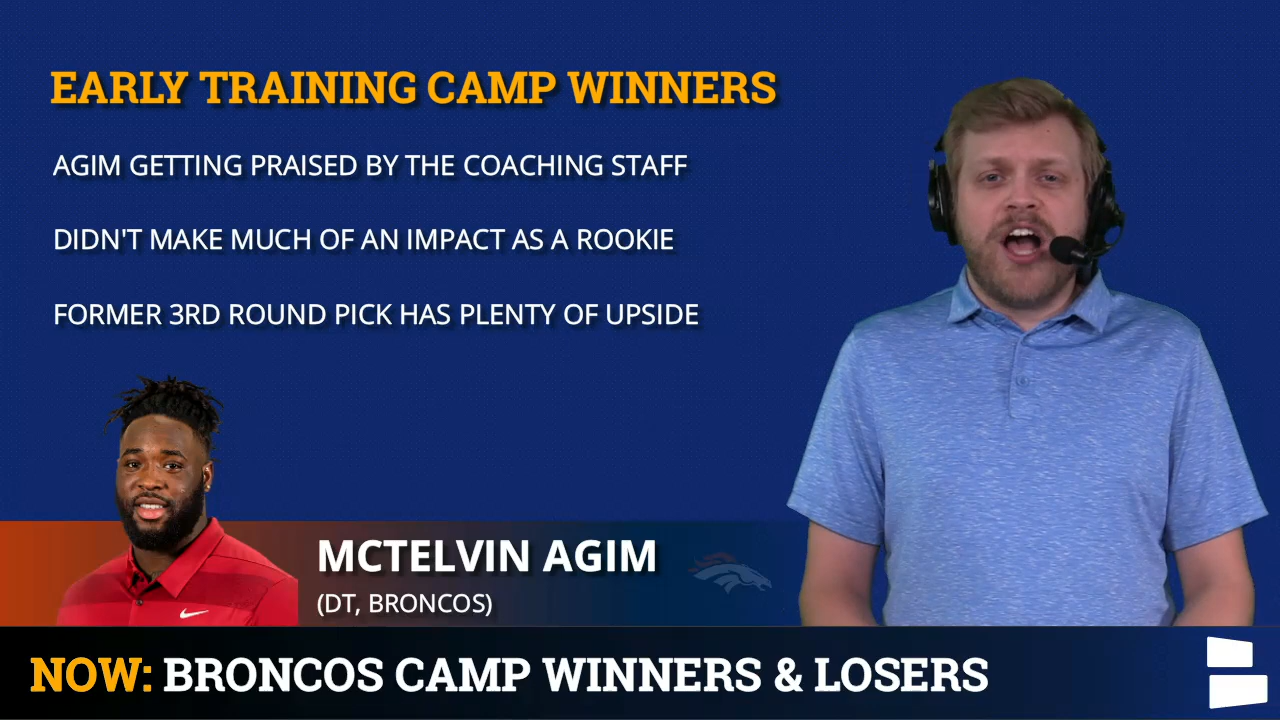 EARLY TRAINING CAMP WINNERS
AGIM GETTING PRAISED BY THE COACHING STAFF
DIDN'T MAKE MUCH OF AN IMPACT AS A ROOKIE
FORMER 3RD ROUND PICK HAS PLENTY OF UPSIDE
MCTELVIN AGIM
(DT, BRONCOS)
NOW: BRONCOS CAMP WINNERS & LOSERS